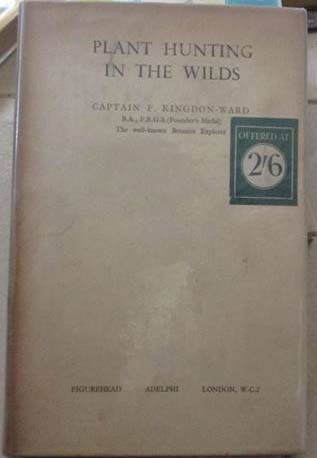 PLANT HUNTING
IN THE WILDS
CAPTAIN F. KINGDON-WARD
B.A., F.R.G.S. (Founder's Medal)
The well-known Botanist Explorer
OFFERED AT
2/6
FIGUREHEAD ADELPHI LONDON, W.C.2